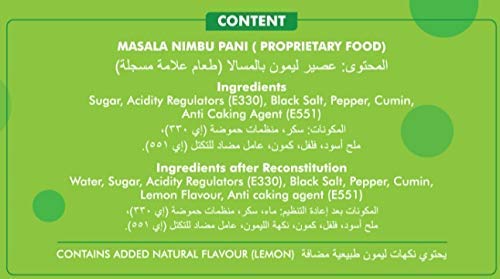 CONTENT
MASALA NIMBU PANI ( PROPRIETARY FOOD)
المحتوى: عصير ليمون بالمسالا (طعام علامة مسجلة)
Ingredients
Sugar, Acidity Regulators (E330), Black Salt, Pepper, Cumin,
Anti Caking Agent (E551)
المكونات: سكر، منظمات حموضة (إي ٣٣٠)،
ملح أسود، فلفل، كمون، عامل مضاد للتكتل (إي ٥٥١).
Ingredients after Reconstitution
Water, Sugar, Acidity Regulators (E330), Black Salt, Pepper, Cumin,
Lemon Flavour, Anti caking agent (E551)
المكونات بعد إعادة التنظيم: ماء، سكر، منظمات حموضة (إي ٣٣٠)،
ملح أسود، فلفل، كمون، نكهة الليمون، عامل مضاد للتكتل (إي ٥٥١).
CONTAINS ADDED NATURAL FLAVOUR (LEMON) يحتوي نكهات ليمون طبيعية مضافة